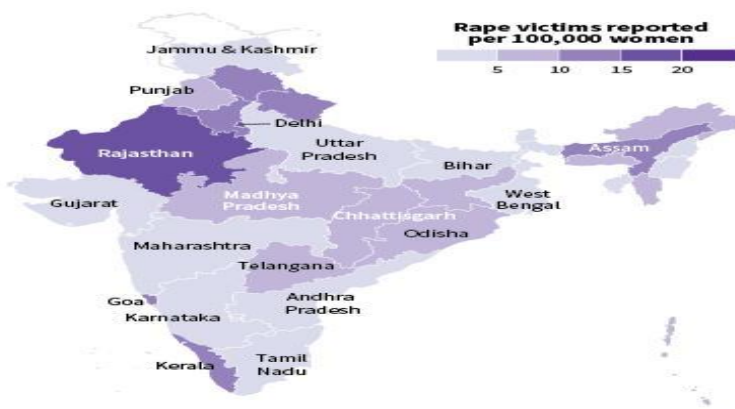 Rape victims reported
per 100,000 women
5 10 15 20
Jammu & Kashmir
Punjab
Delhi
Rajasthan
Uttar
Pradesh
Bihar
Assam
Gujarat
Madhya
Pradesh
Chhattisgarh
West
Bengal
Odisha
Maharashtra
Telangana
Goa
Andhra
Pradesh
Karnataka
Kerala
Tamil
Nadu